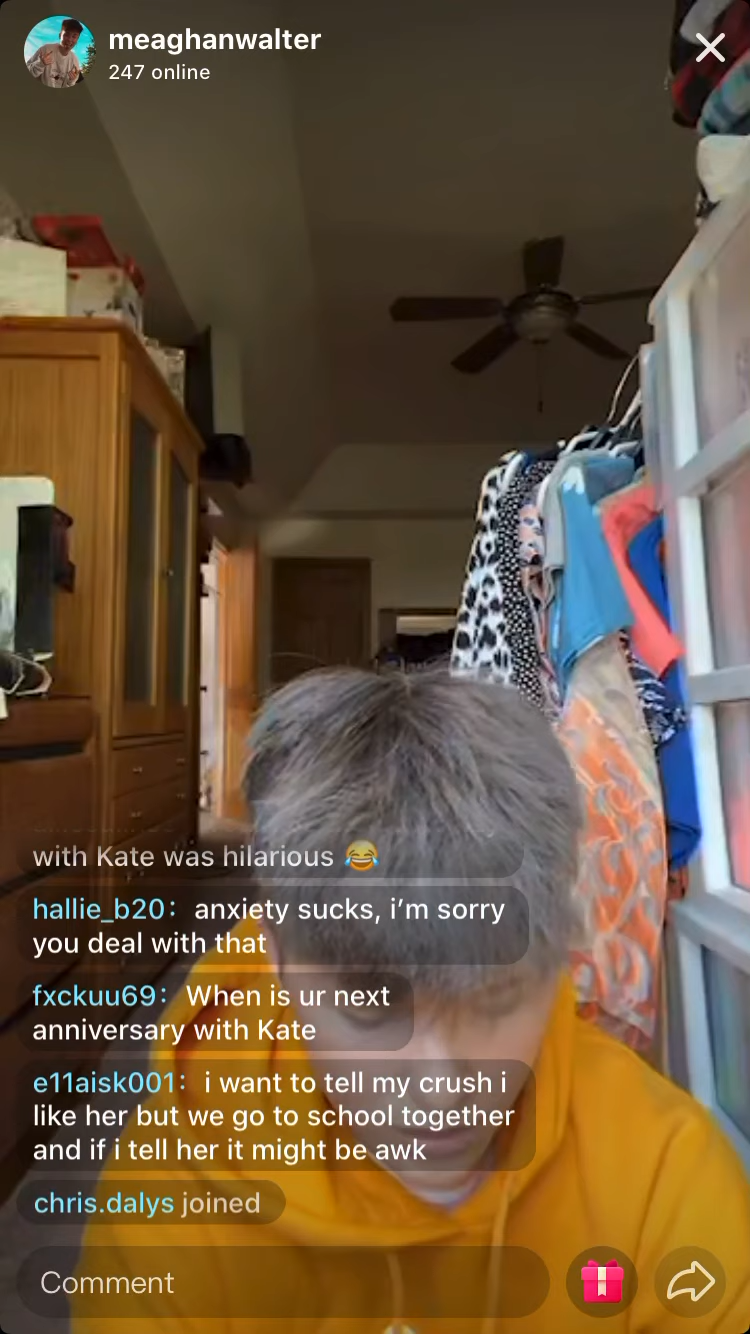 meaghanwalter
247 online
with Kate was hilarious 😂
hallie_b20: anxiety sucks, i’m sorry
you deal with that
fxckuu69: When is ur next
anniversary with Kate
e11aisk001: i want to tell my crush i
like her but we go to school together
and if i tell her it might be awk
chris.dalys joined
Comment